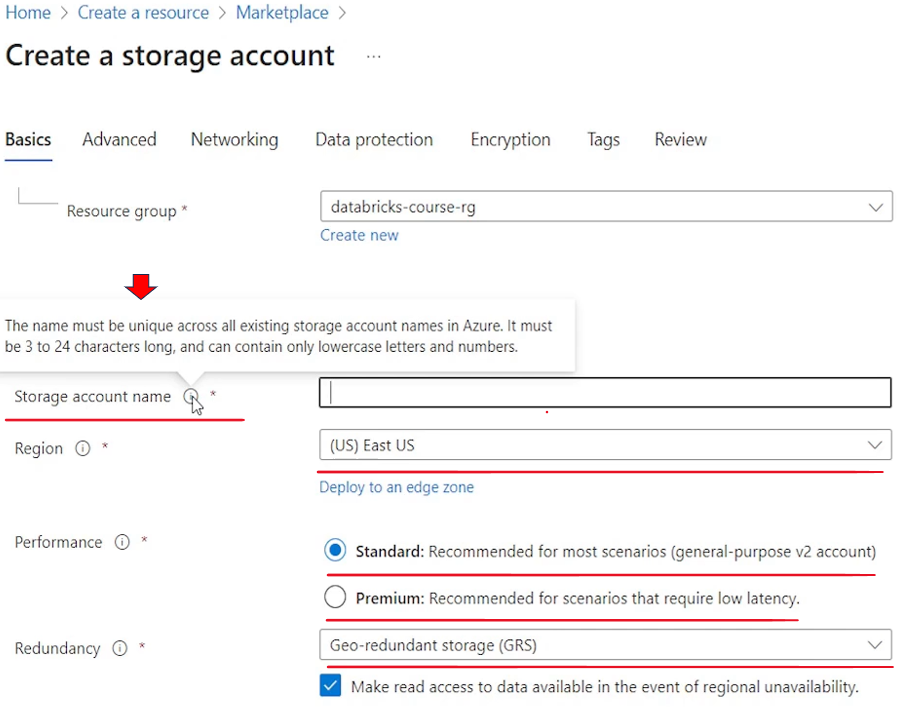 Home > Create a resource > Marketplace >
Create a storage account ...
Basics Advanced Networking Data protection Encryption Tags Review
Resource group * databricks-course-rg
Create new
The name must be unique across all existing storage account names in Azure. It must
be 3 to 24 characters long, and can contain only lowercase letters and numbers.
Storage account name *
Region * (US) East US
Deploy to an edge zone
Performance * Standard: Recommended for most scenarios (general-purpose v2 account)
Premium: Recommended for scenarios that require low latency.
Redundancy * Geo-redundant storage (GRS)
Make read access to data available in the event of regional unavailability.